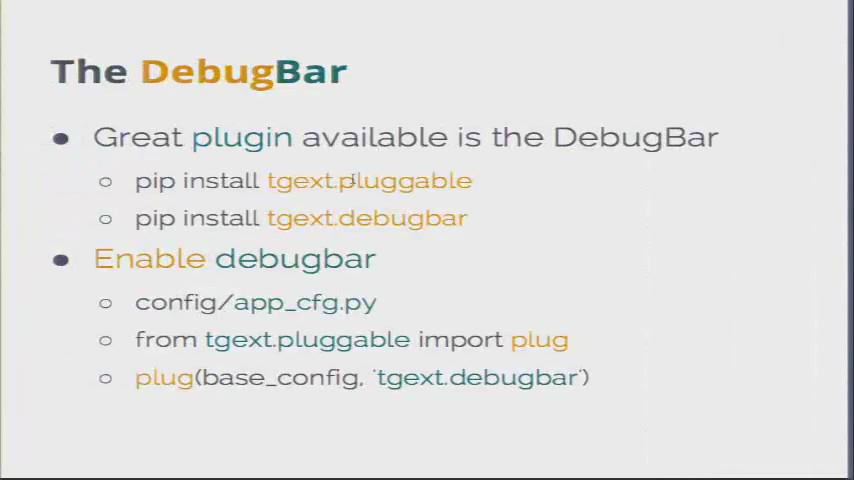 The DebugBar
● Great plugin available is the DebugBar
○ pip install tgext.pluggable
○ pip install tgext.debugbar
● Enable debugbar
○ config/app_cfg.py
○ from tgext.pluggable import plug
○ plug(base_config, 'tgext.debugbar')